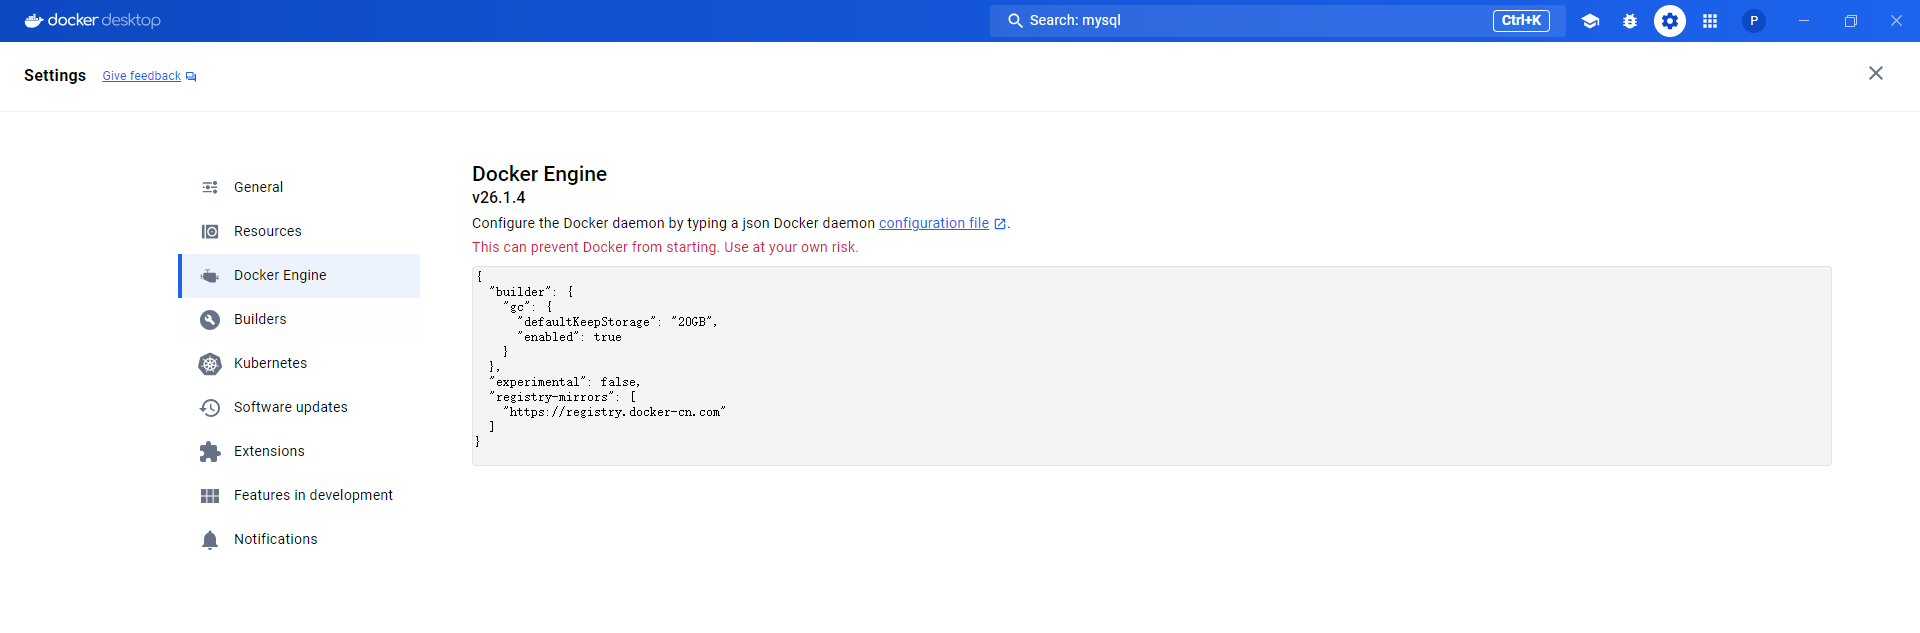 docker desktop
Search: mysql
Ctrl+K
P
Settings
Give feedback
General
Resources
Docker Engine
Builders
Kubernetes
Software updates
Extensions
Features in development
Notifications
Docker Engine
v26.1.4
Configure the Docker daemon by typing a json Docker daemon configuration file.
This can prevent Docker from starting. Use at your own risk.
{
  "builder": {
    "gc": {
      "defaultKeepStorage": "20GB",
      "enabled": true
    }
  },
  "experimental": false,
  "registry-mirrors": [
    "https://registry.docker-cn.com"
  ]
}